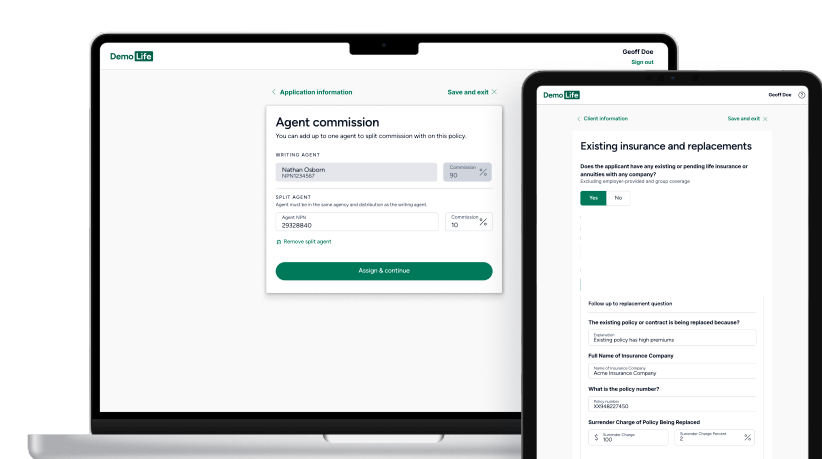 Demo Life
Geoff Doe
Sign out
Application information
Save and exit
Agent commission
You can add up to one agent to split commission with on this policy.
WRITING AGENT
Nathan Osborn
NPN1234567
Commission
90 %
SPLIT AGENT
Agent must be in the same agency and distribution as the writing agent.
Agent NPN
29328840
Commission
10 %
Remove split agent
Assign & continue
Demo Life
Geoff Doe ?
Client information
Save and exit
Existing insurance and replacements
Does the applicant have any existing or pending life insurance or
annuities with any company?
Excluding employer-provided and group coverage
Yes No
Follow up to replacement question
The existing policy or contract is being replaced because?
Explanation
Existing policy has high premiums
Full Name of Insurance Company
Name of Insurance Company
Acme Insurance Company
What is the policy number?
Policy number
XX948227450
Surrender Charge of Policy Being Replaced
Surrender Charge
$ 100
Surrender Charge Percent
2 %